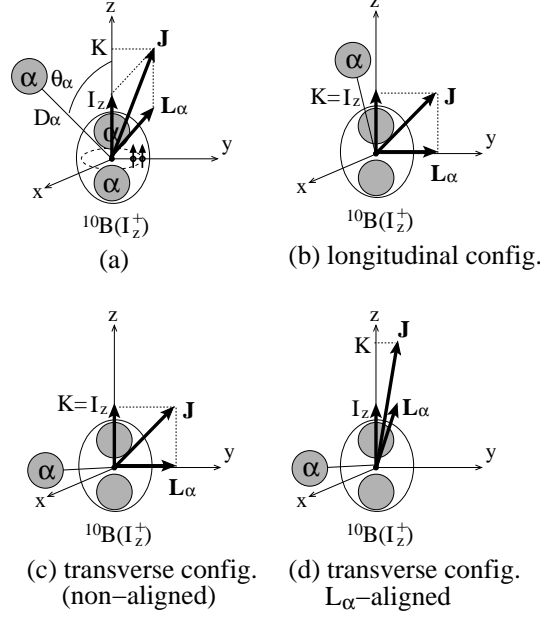 z
K
J
α
θα
Iz
Lα
Dα
α
y
α
x
10B(Iz+)
(a)
z
α
K=Iz
J
y
x
Lα
10B(Iz+)
(b) longitudinal config.
z
K=Iz
J
y
α
x
Lα
10B(Iz+)
(c) transverse config.
(non−aligned)
z
K
J
Iz
Lα
y
α
x
10B(Iz+)
(d) transverse config.
Lα−aligned